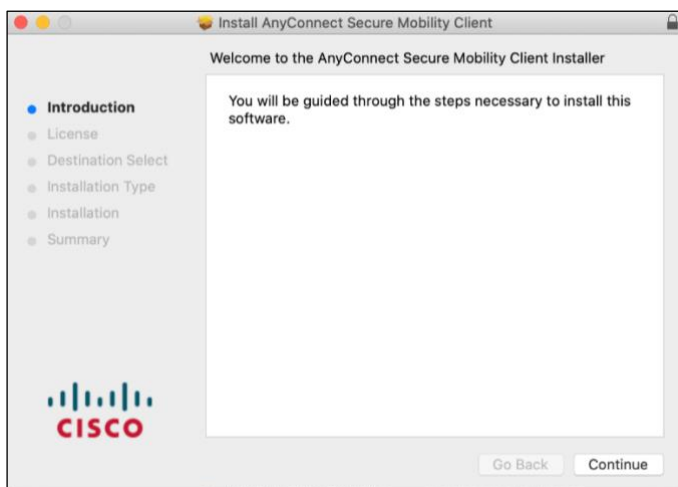 Install AnyConnect Secure Mobility Client
Welcome to the AnyConnect Secure Mobility Client Installer
Introduction
License
Destination Select
Installation Type
Installation
Summary
You will be guided through the steps necessary to install this
software.
CISCO
Go Back
Continue